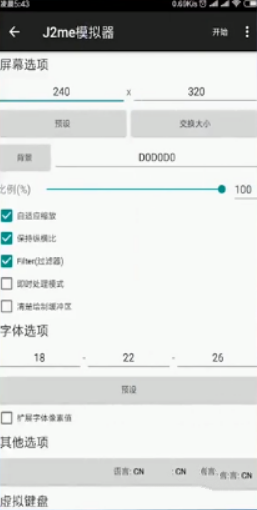 凌晨5:43 0.69K/s
J2me模拟器 开始
屏幕选项
240 x 320
预设 交换大小
背景 D0D0D0
比例(%) 100
自适应缩放
保持纵横比
Filter(过滤器)
即时处理模式
清楚绘制缓冲区
字体选项
18 - 22 - 26
预设
扩展字体像素值
其他选项
语言: CN : CN 语言: CN
虚拟键盘